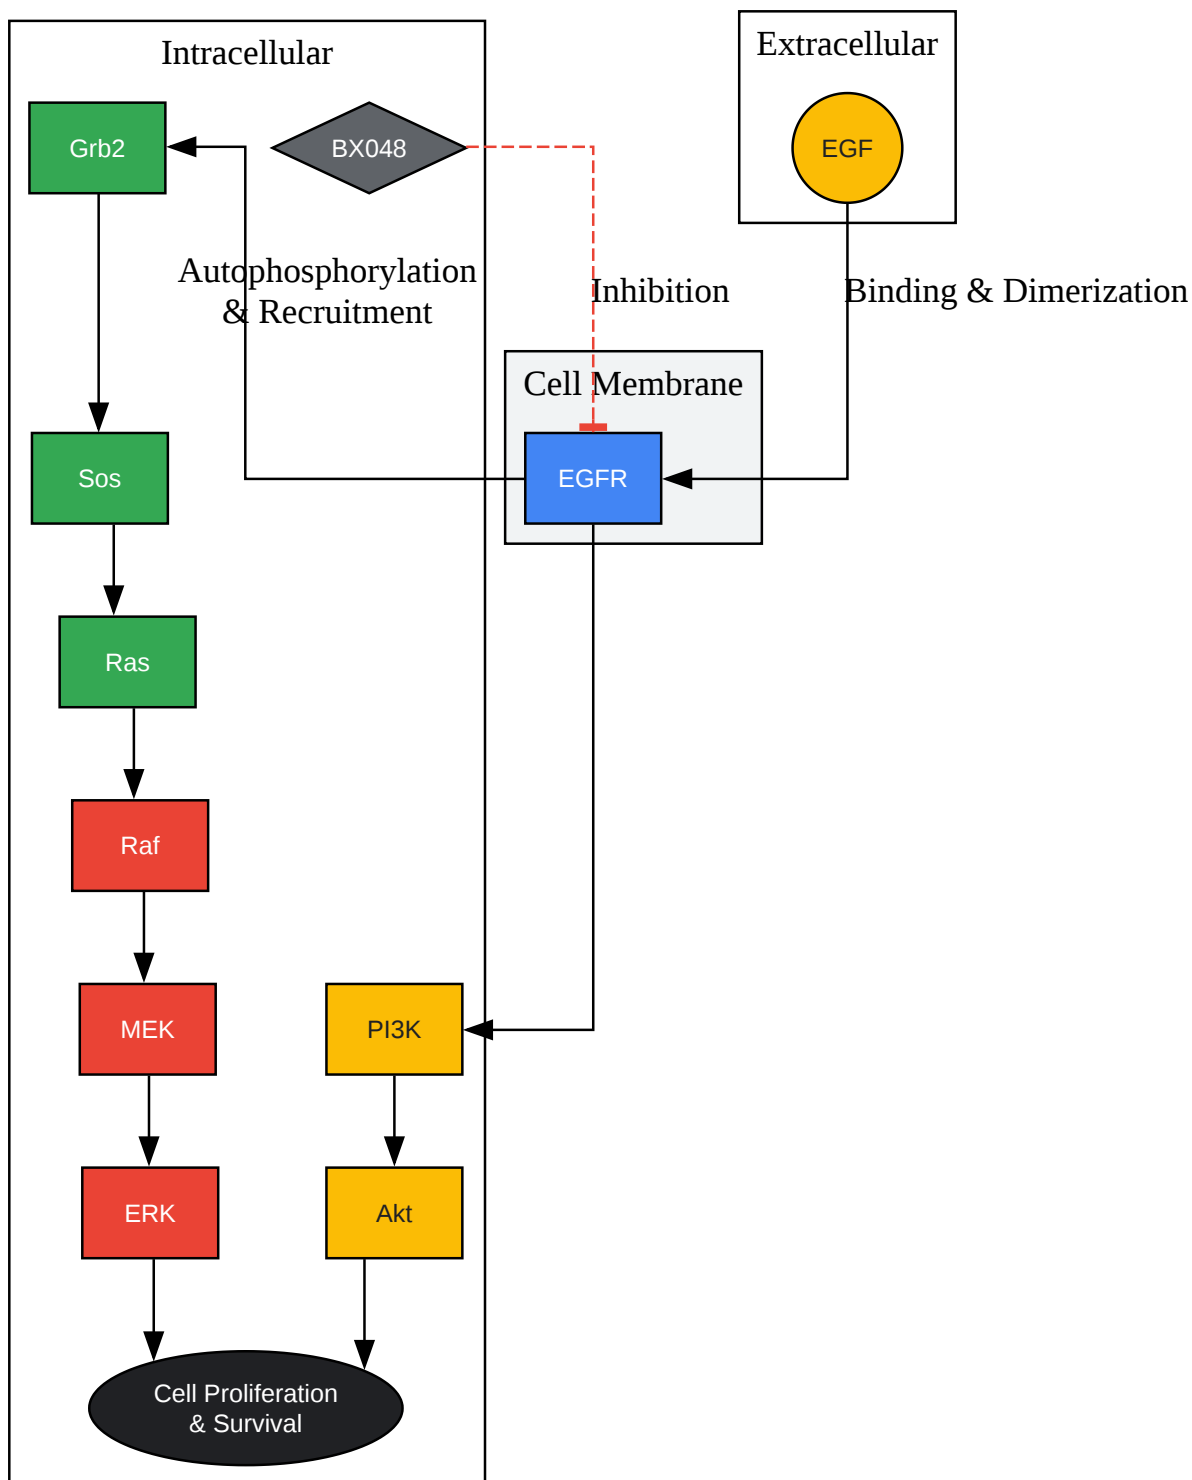 Intracellular
Extracellular
Grb2
BX048
EGF
Autophosphorylation
& Recruitment
Inhibition
Binding & Dimerization
Cell Membrane
Sos
EGFR
Ras
Raf
MEK
PI3K
ERK
Akt
Cell Proliferation
& Survival